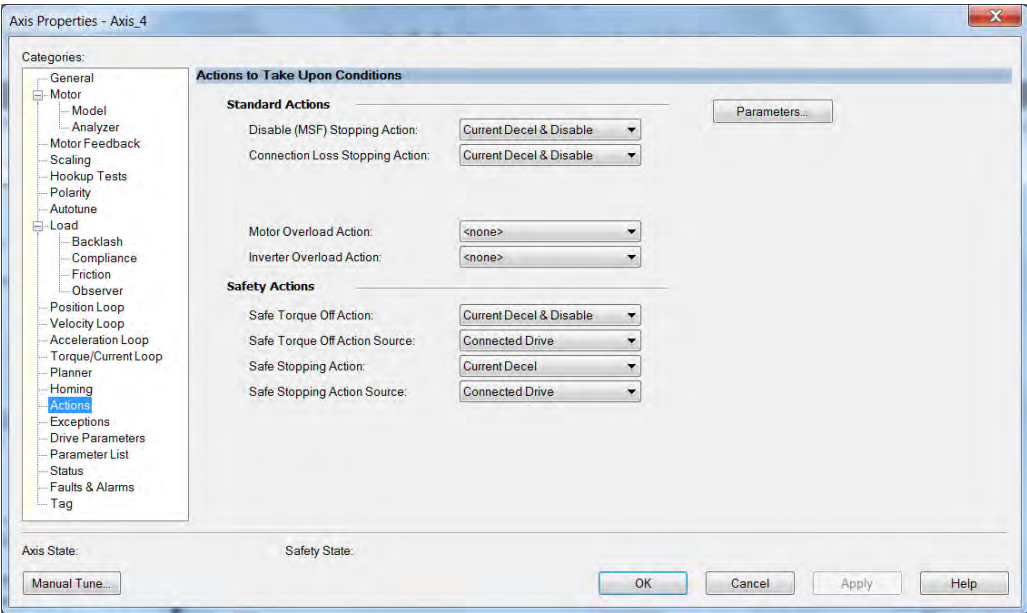 Axis Properties - Axis_4
Categories:
General
Motor
Model
Analyzer
Motor Feedback
Scaling
Hookup Tests
Polarity
Autotune
Load
Backlash
Compliance
Friction
Observer
Position Loop
Velocity Loop
Acceleration Loop
Torque/Current Loop
Planner
Homing
Actions
Exceptions
Drive Parameters
Parameter List
Status
Faults & Alarms
Tag
Actions to Take Upon Conditions
Standard Actions
Parameters...
Disable (MSF) Stopping Action: Current Decel & Disable
Connection Loss Stopping Action: Current Decel & Disable
Motor Overload Action: <none>
Inverter Overload Action: <none>
Safety Actions
Safe Torque Off Action: Current Decel & Disable
Safe Torque Off Action Source: Connected Drive
Safe Stopping Action: Current Decel
Safe Stopping Action Source: Connected Drive
Axis State: Safety State:
Manual Tune... OK Cancel Apply Help